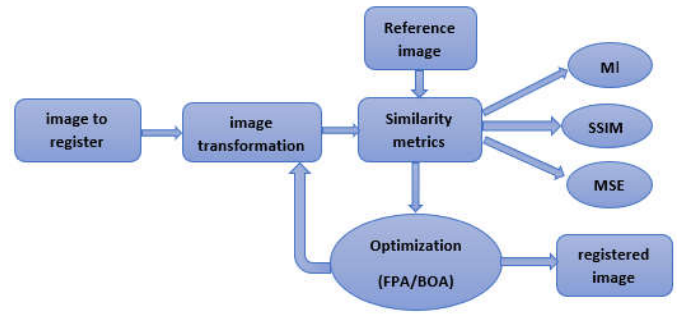 Reference
image
MI
image to
register
image
transformation
Similarity
metrics
SSIM
MSE
Optimization
(FPA/BOA)
registered
image